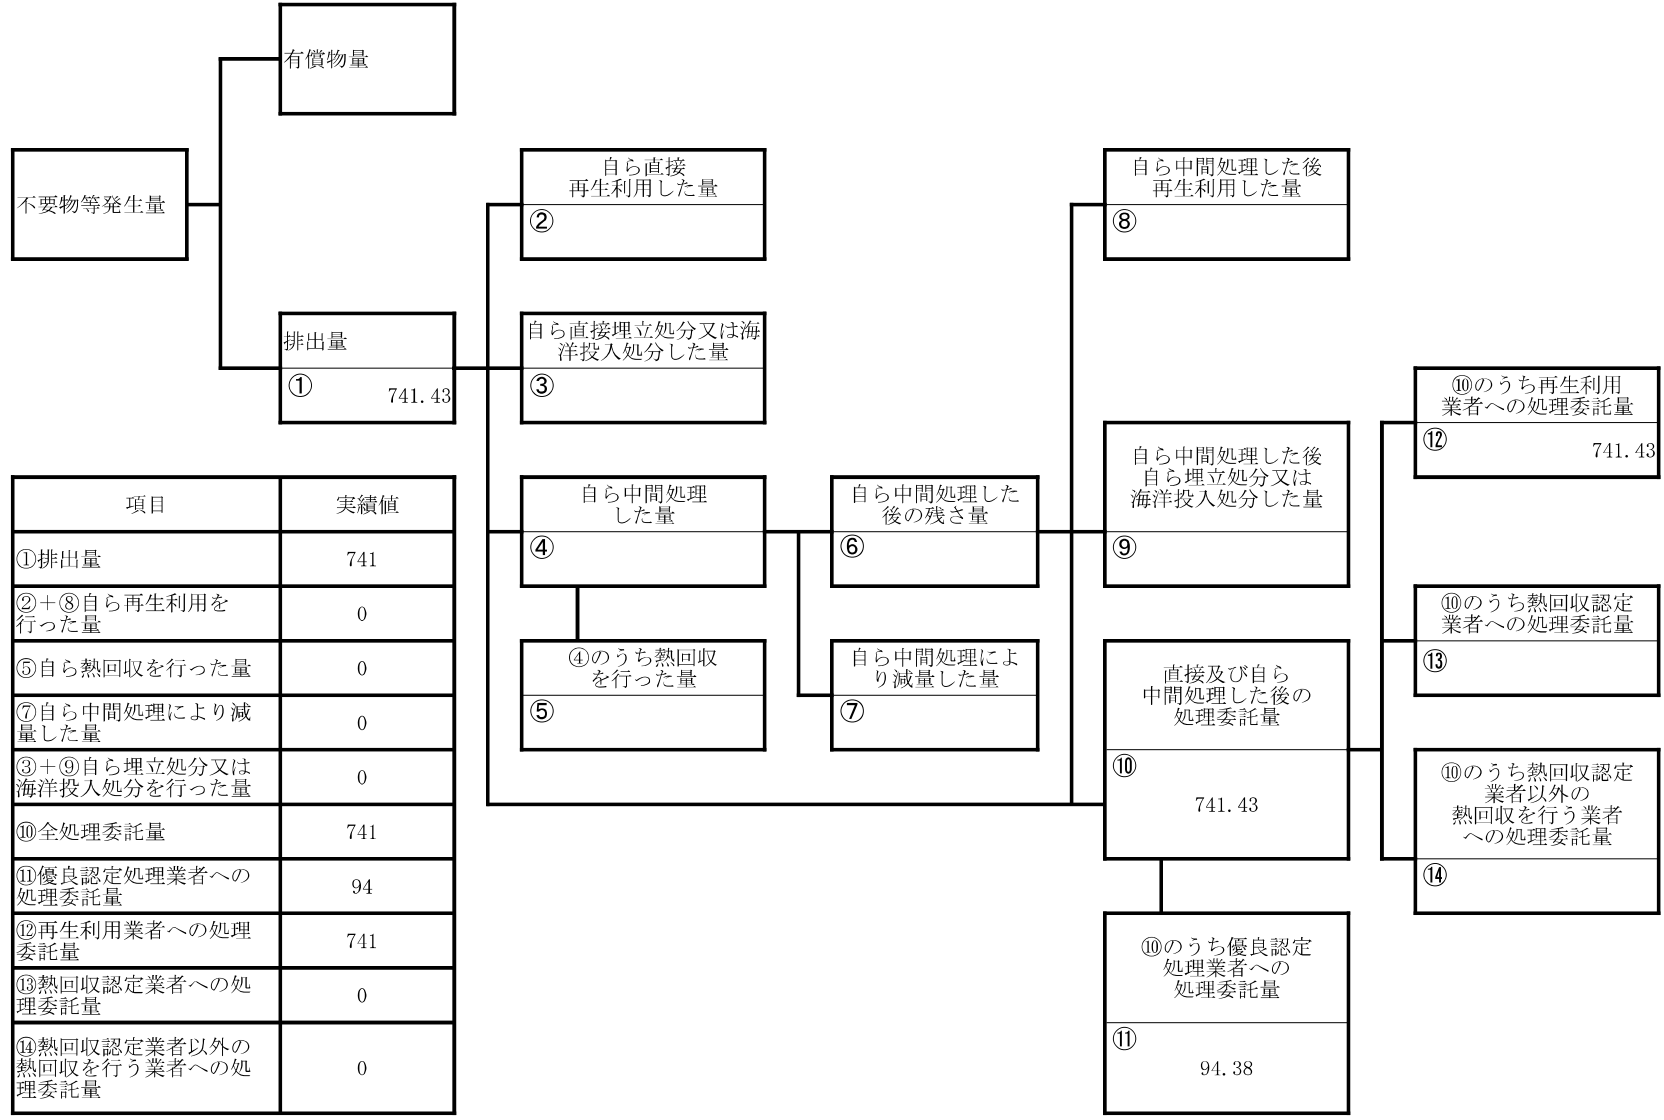 有償物量
不要物等発生量
排出量
①
741.43
自ら直接
再生利用した量
②
自ら直接埋立処分又は海
洋投入処分した量
③
自ら中間処理
した量
④
④のうち熱回収
を行った量
⑤
自ら中間処理した
後の残さ量
⑥
自ら中間処理によ
り減量した量
⑦
自ら中間処理した後
再生利用した量
⑧
自ら中間処理した後
自ら埋立処分又は
海洋投入処分した量
⑨
直接及び自ら
中間処理した後の
処理委託量
⑩
741.43
⑩のうち優良認定
処理業者への
処理委託量
⑪
94.38
⑩のうち再生利用
業者への処理委託量
⑫
741.43
⑩のうち熱回収認定
業者への処理委託量
⑬
⑩のうち熱回収認定
業者以外の
熱回収を行う業者
への処理委託量
⑭
項目 実績値
①排出量 741
②＋⑧自ら再生利用を
行った量 0
⑤自ら熱回収を行った量 0
⑦自ら中間処理により減
量した量 0
③＋⑨自ら埋立処分又は
海洋投入処分を行った量 0
⑩全処理委託量 741
⑪優良認定処理業者への
処理委託量 94
⑫再生利用業者への処理
委託量 741
⑬熱回収認定業者への処
理委託量 0
⑭熱回収認定業者以外の
熱回収を行う業者への処
理委託量 0